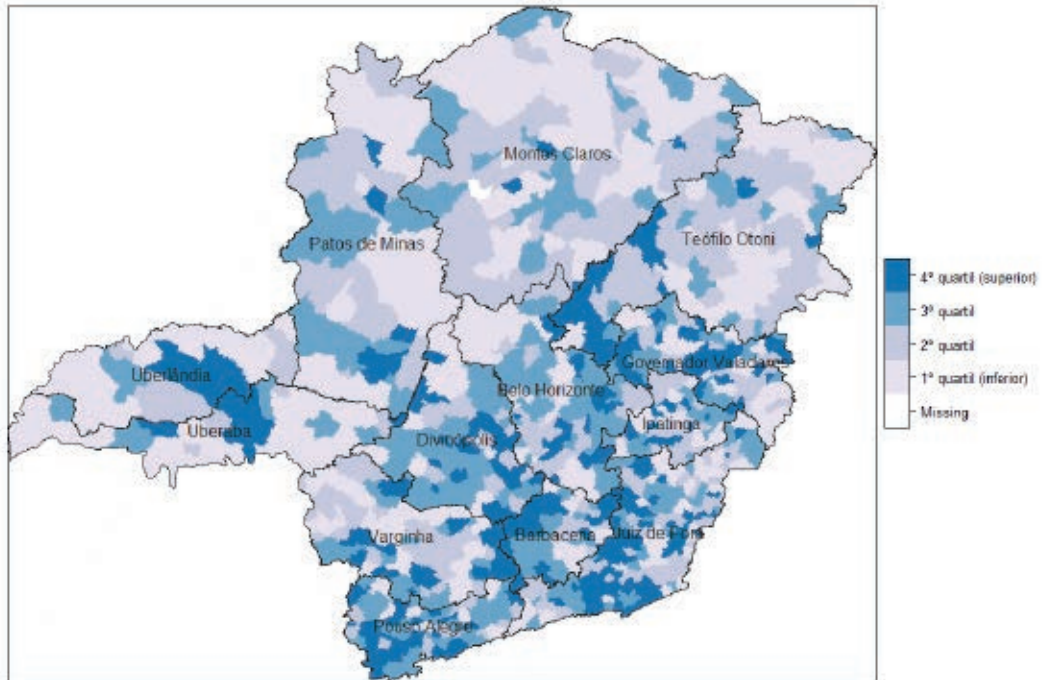 Montes Claros
Teófilo Otoni
Patos de Minas
4º quartil (superior)
3º quartil
2º quartil
1º quartil (inferior)
Missing
Uberlândia
Governador Valadares
Belo Horizonte
Uberaba
Divinópolis
Ipatinga
Varginha
Barbacena
Juiz de Fora
Pouso Alegre